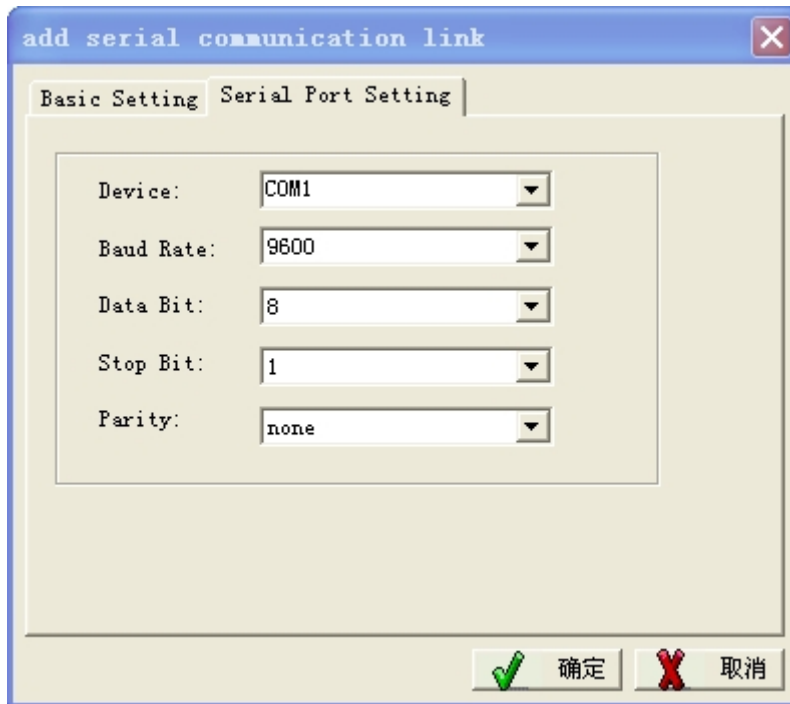 add serial communication link
Basic Setting Serial Port Setting
Device: COM1
Baud Rate: 9600
Data Bit: 8
Stop Bit: 1
Parity: none
确定 取消